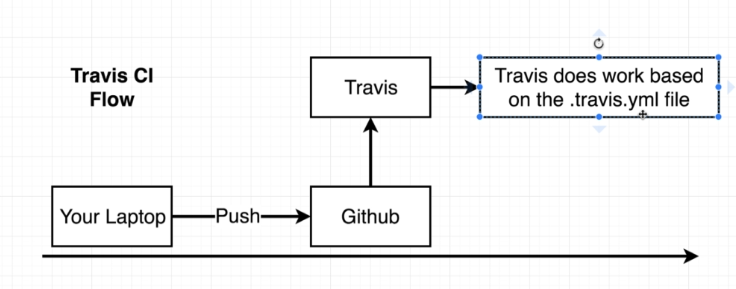 Travis CI
Flow
Travis
Travis does work based
on the .travis.yml file
Your Laptop
Push
Github